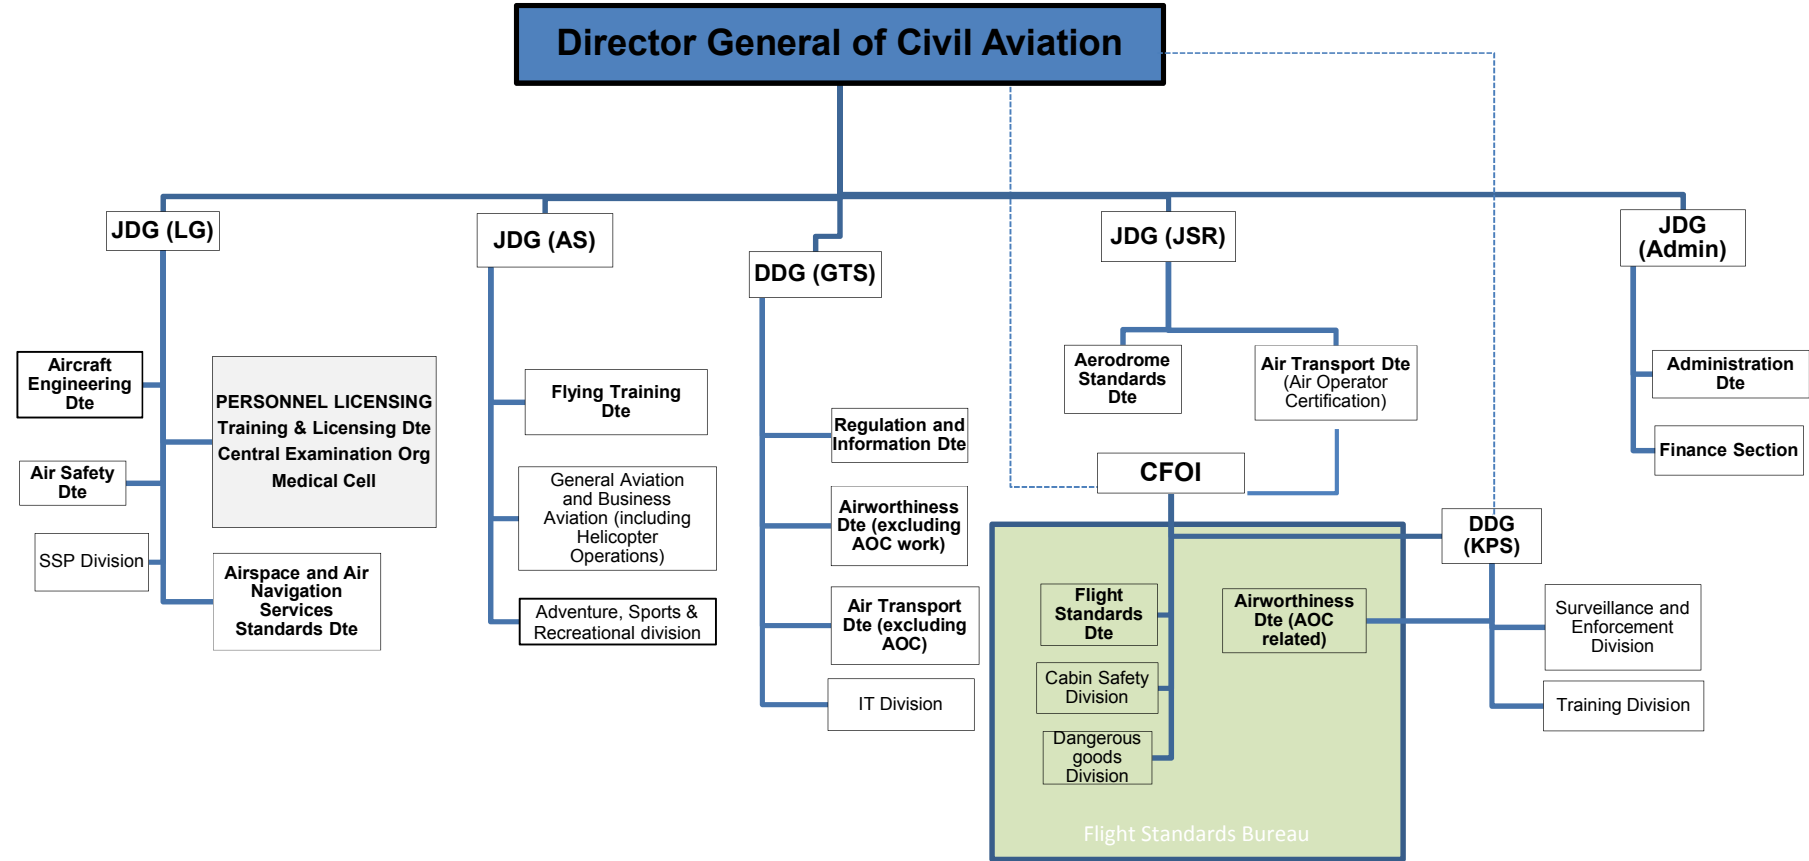 Director General of Civil Aviation
JDG (LG)
JDG (AS)
DDG (GTS)
JDG (JSR)
JDG
(Admin)
Aircraft
Engineering
Dte
PERSONNEL LICENSING
Training & Licensing Dte
Central Examination Org
Medical Cell
Air Safety
Dte
SSP Division
Airspace and Air
Navigation
Services
Standards Dte
Flying Training
Dte
General Aviation
and Business
Aviation (including
Helicopter
Operations)
Adventure, Sports &
Recreational division
Regulation and
Information Dte
Airworthiness
Dte (excluding
AOC work)
Air Transport
Dte (excluding
AOC)
IT Division
Aerodrome
Standards
Dte
Air Transport Dte
(Air Operator
Certification)
CFOI
Flight
Standards
Dte
Cabin Safety
Division
Dangerous
goods
Division
Airworthiness
Dte (AOC
related)
Flight Standards Bureau
DDG
(KPS)
Surveillance and
Enforcement
Division
Training Division
Administration
Dte
Finance Section